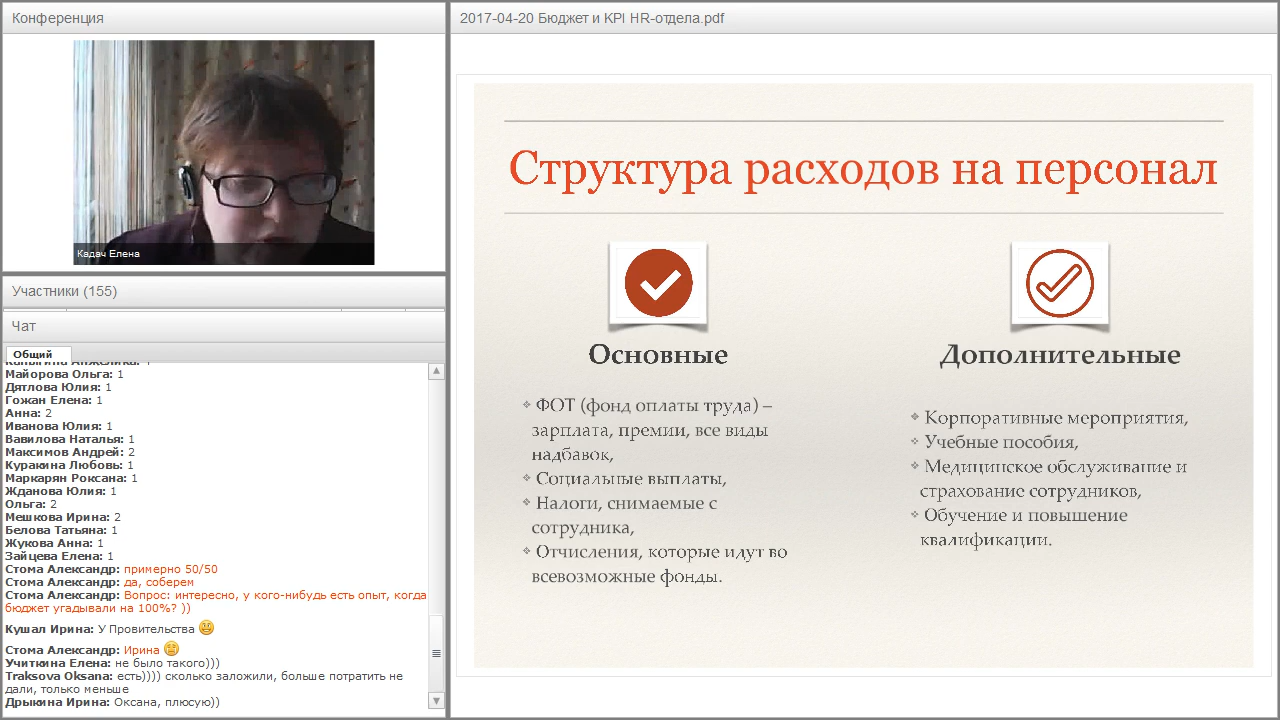 Конференция
Кадач Елена
Участники (155)
Чат
Общий
Майорова Ольга: 1
Дятлова Юлия: 1
Гожан Елена: 1
Анна: 2
Иванова Юлия: 1
Вавилова Наталья: 1
Максимов Андрей: 2
Куракина Любовь: 1
Маркарян Роксана: 1
Жданова Юлия: 1
Ольга: 2
Мешкова Ирина: 2
Белова Татьяна: 1
Жукова Анна: 1
Зайцева Елена: 1
Стома Александр: примерно 50/50
Стома Александр: да, соберем
Стома Александр: Вопрос: интересно, у кого-нибудь есть опыт, когда
бюджет угадывали на 100%? ))
Кушал Ирина: У Провительства
Стома Александр: Ирина
Учиткина Елена: не было такого)))
Traksova Oksana: есть)))) сколько заложили, больше потратить не
дали, только меньше
Дрыкина Ирина: Оксана, плюсую))
2017-04-20 Бюджет и KPI HR-отдела.pdf
Структура расходов на персонал
Основные
ФОТ (фонд оплаты труда) –
зарплата, премии, все виды
надбавок,
Социальные выплаты,
Налоги, снимаемые с
сотрудника,
Отчисления, которые идут во
всевозможные фонды.
Дополнительные
Корпоративные мероприятия,
Учебные пособия,
Медицинское обслуживание и
страхование сотрудников,
Обучение и повышение
квалификации.